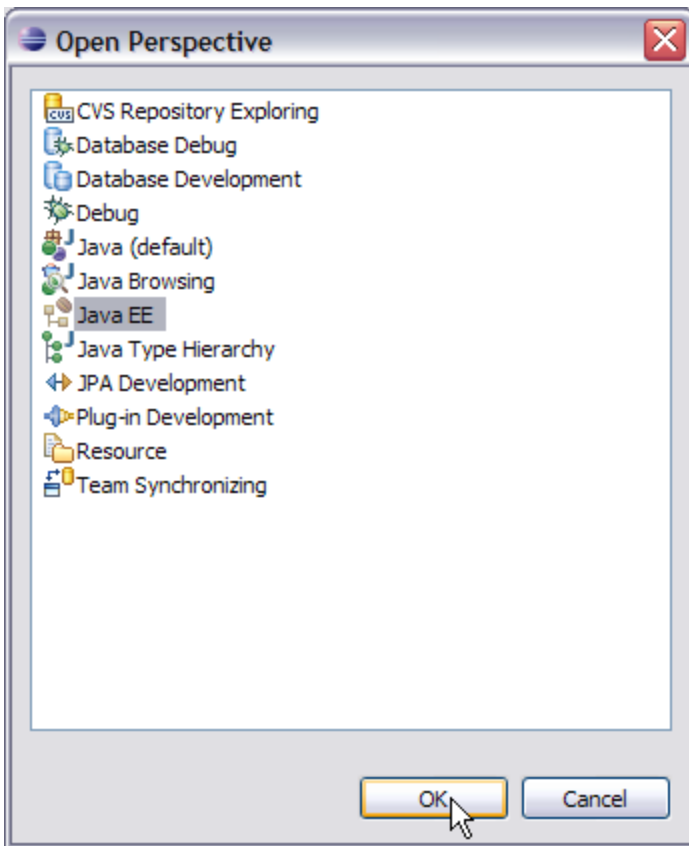 Open Perspective
CVS Repository Exploring
Database Debug
Database Development
Debug
Java (default)
Java Browsing
Java EE
Java Type Hierarchy
JPA Development
Plug-in Development
Resource
Team Synchronizing
OK
Cancel